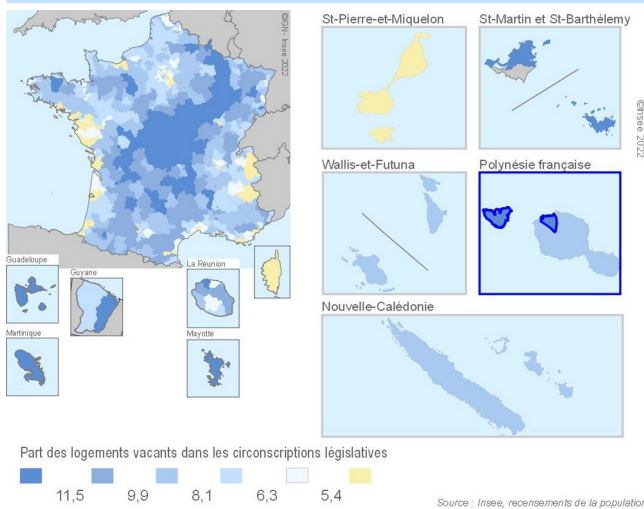 ©IGN - Insee 2022
St-Pierre-et-Miquelon
St-Martin et St-Barthélemy
©Insee 2022
Wallis-et-Futuna
Polynésie française
Guadeloupe
Guyane
La Réunion
Martinique
Mayotte
Nouvelle-Calédonie
Part des logements vacants dans les circonscriptions législatives
11,5 9,9 8,1 6,3 5,4
Source : Insee, recensements de la population